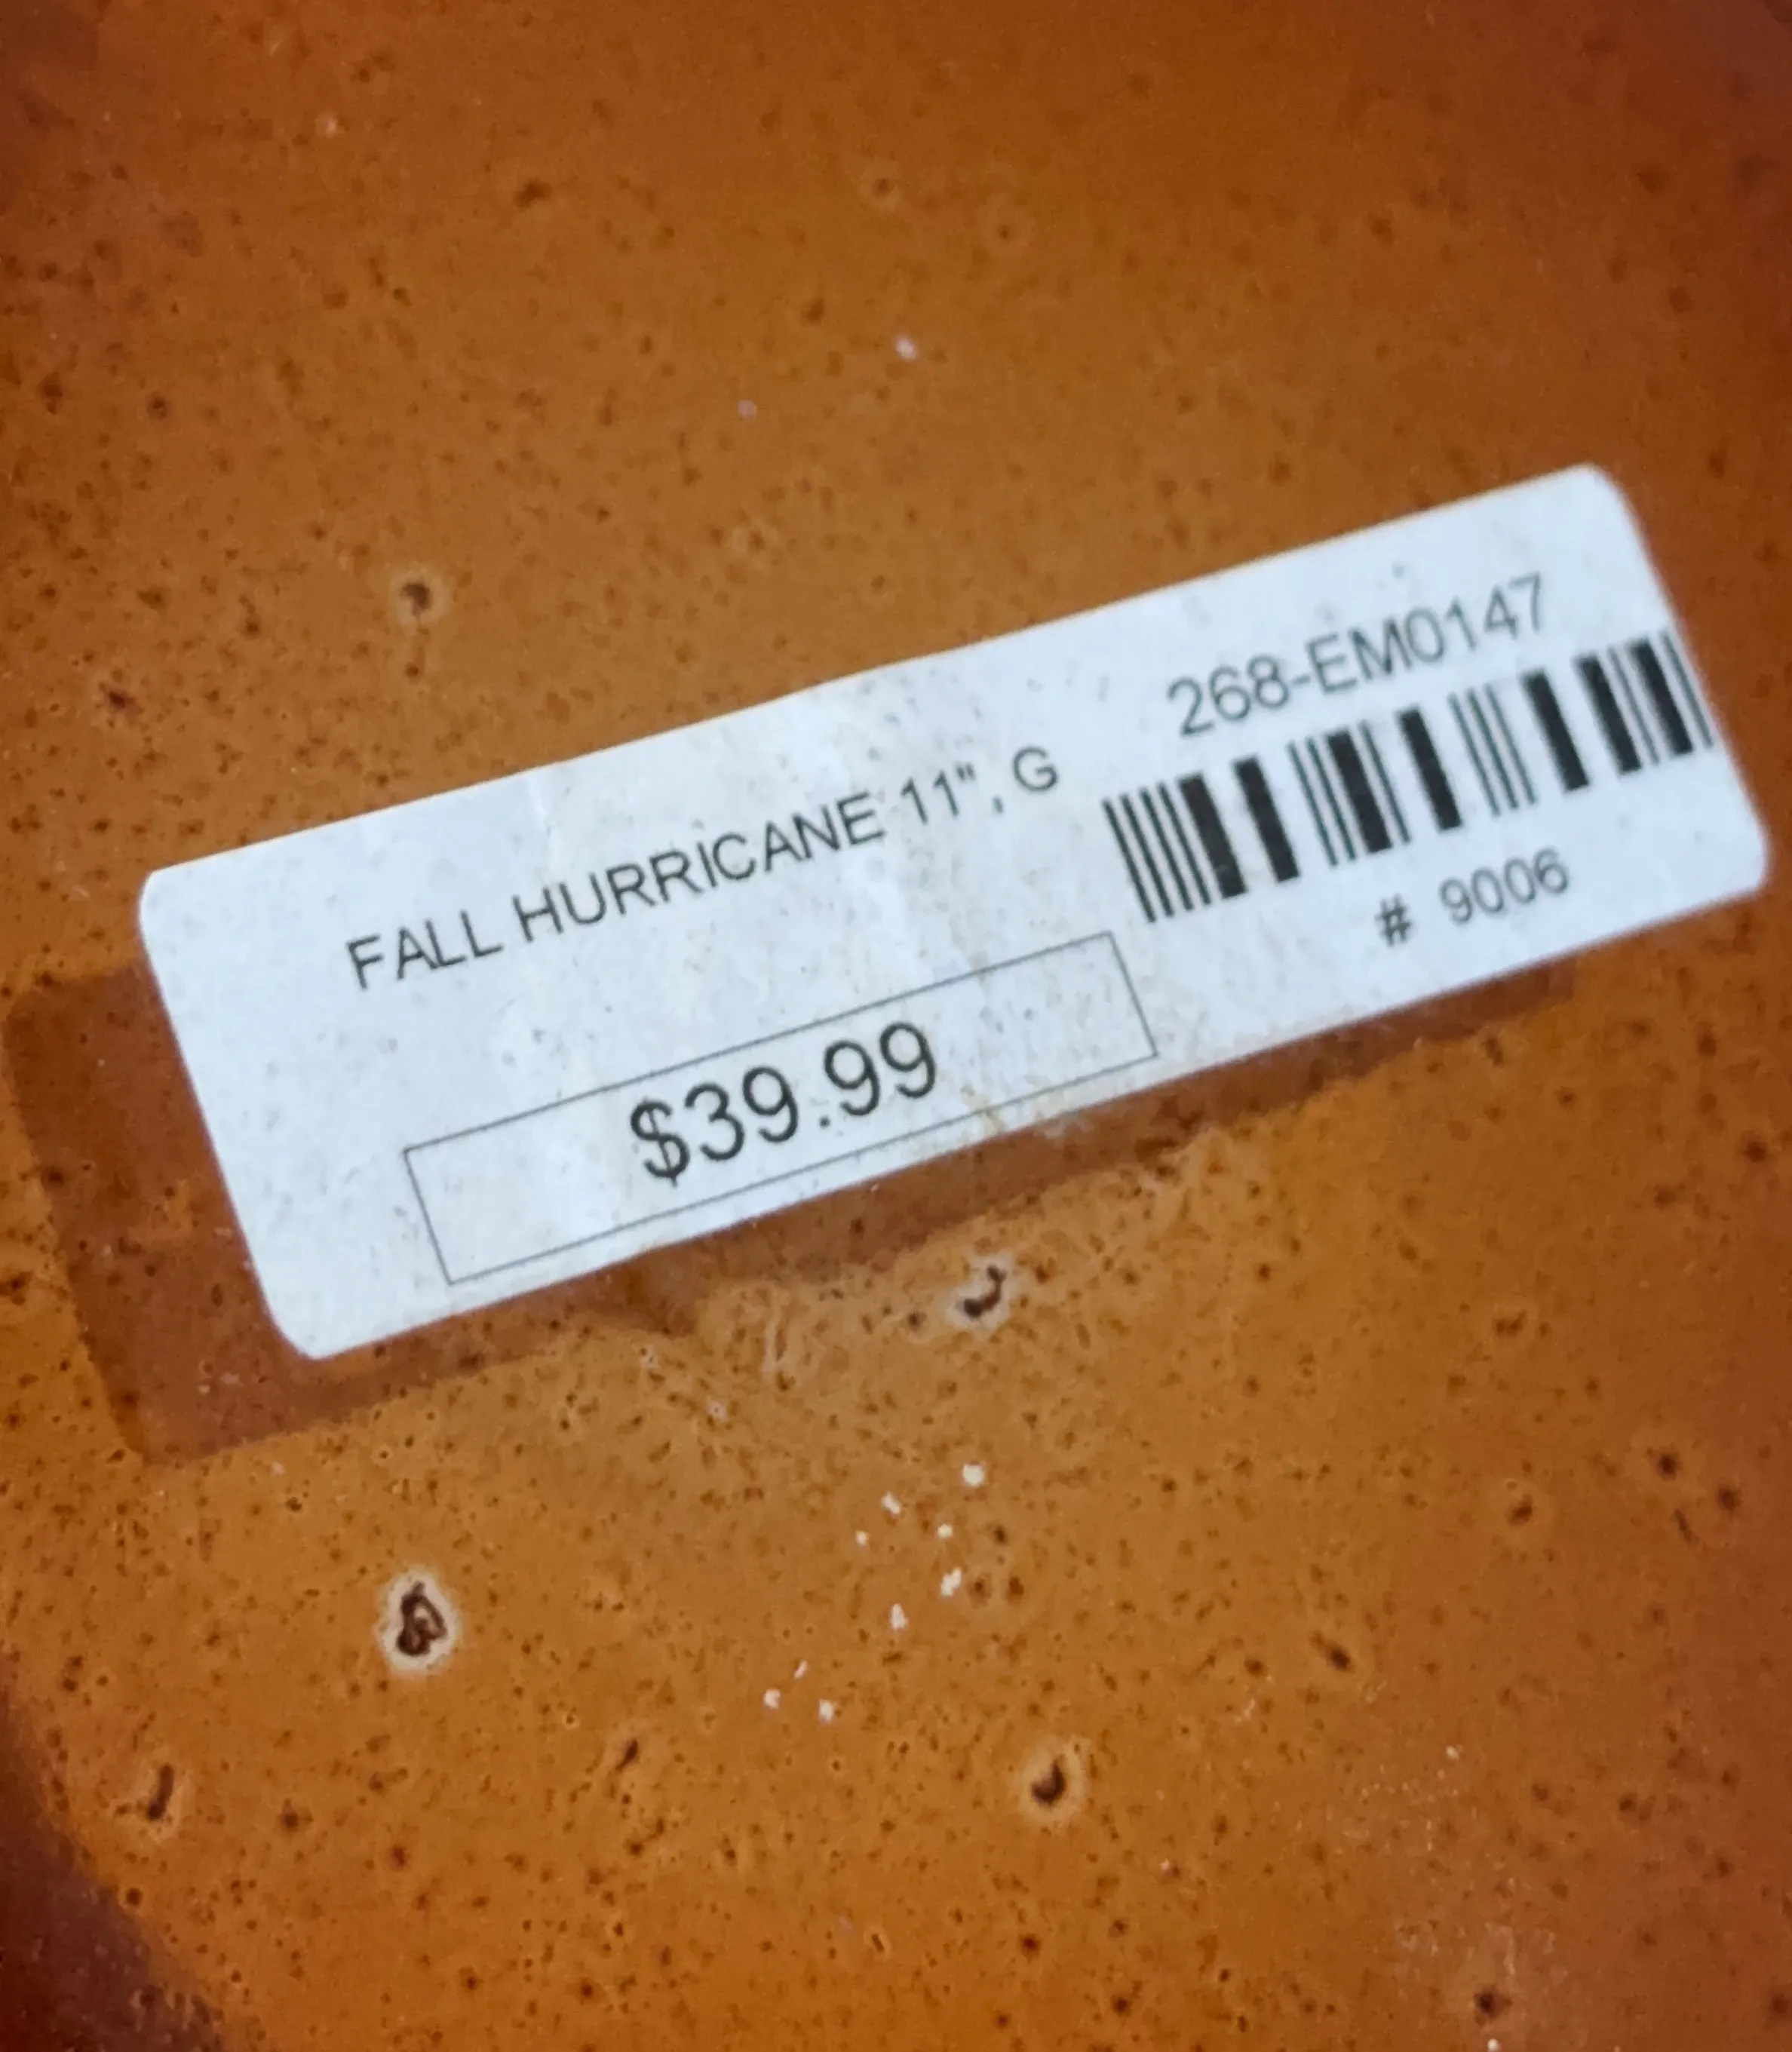 268-EM0147
FALL HURRICANE 11", G
# 9006
$39.99